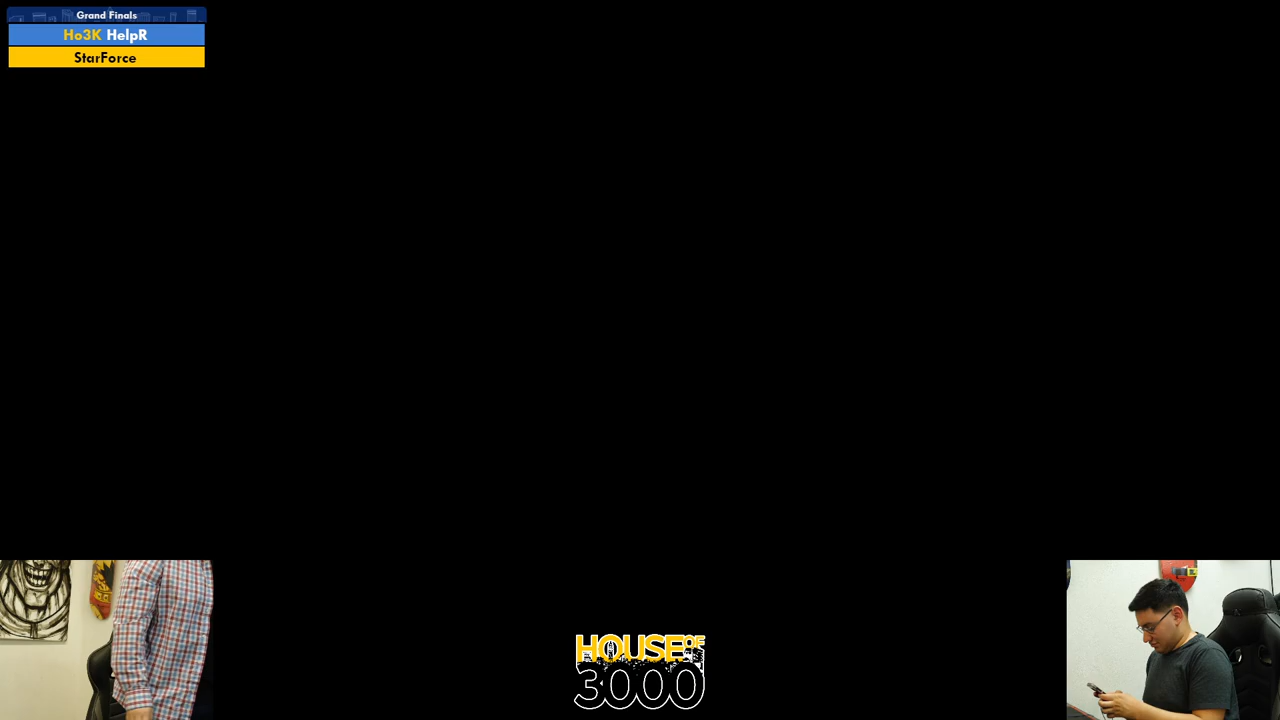 Grand Finals
Ho3K HelpR
StarForce
HOUSE OF
3000